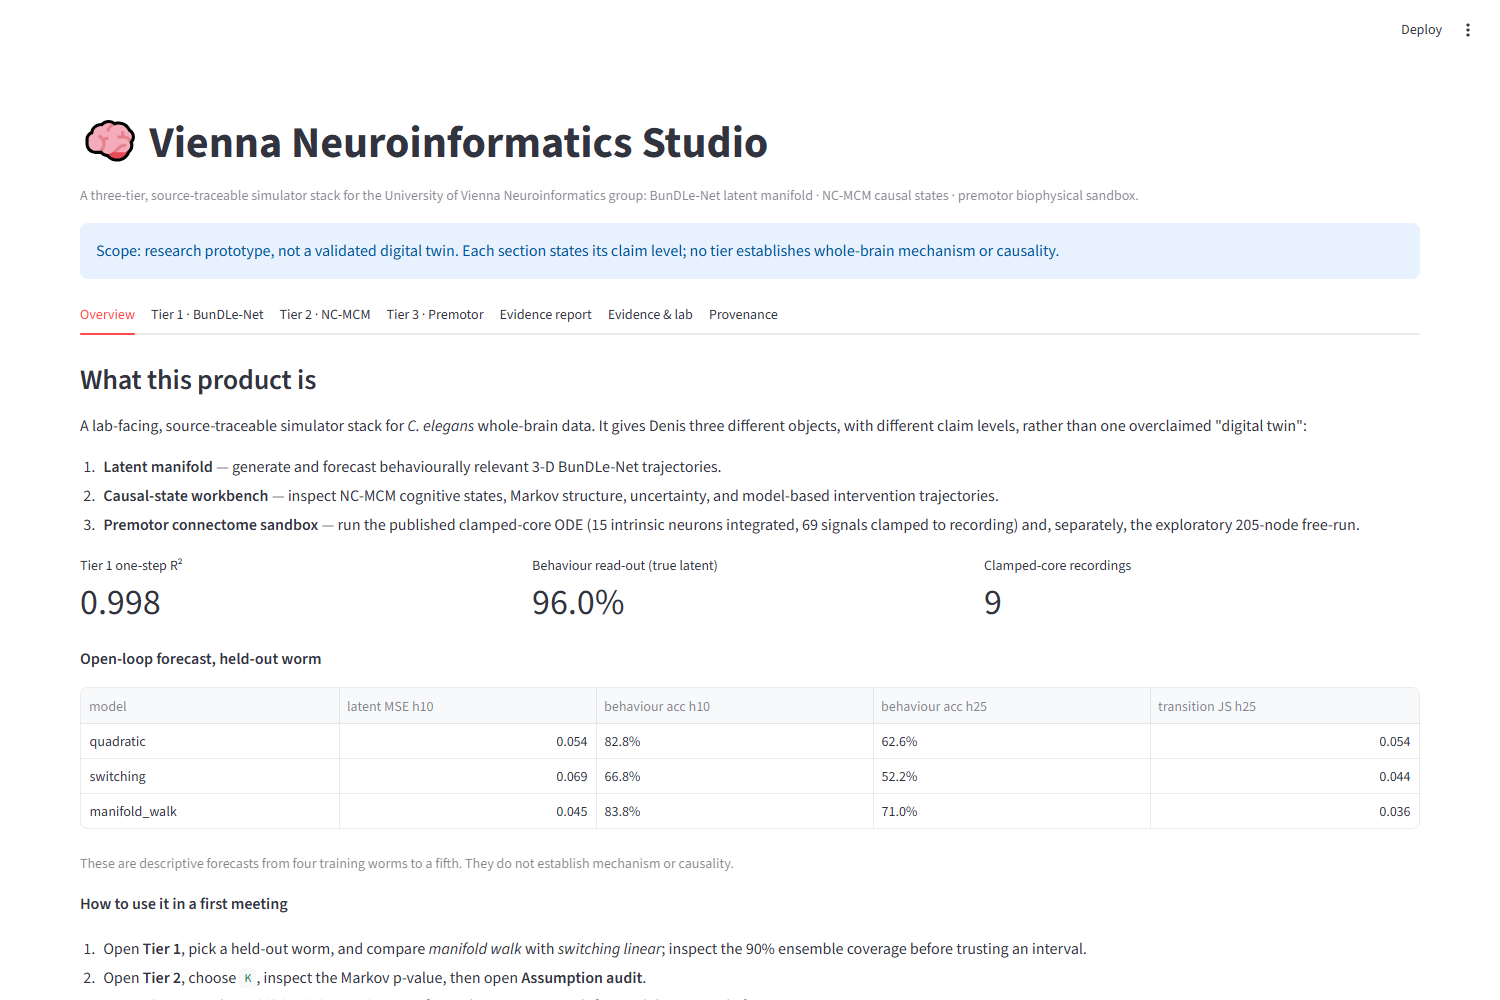 Deploy
Vienna Neuroinformatics Studio
A three-tier, source-traceable simulator stack for the University of Vienna Neuroinformatics group: BunDLe-Net latent manifold · NC-MCM causal states · premotor biophysical sandbox.
Scope: research prototype, not a validated digital twin. Each section states its claim level; no tier establishes whole-brain mechanism or causality.
Overview Tier 1 · BunDLe-Net Tier 2 · NC-MCM Tier 3 · Premotor Evidence report Evidence & lab Provenance
What this product is
A lab-facing, source-traceable simulator stack for C. elegans whole-brain data. It gives Denis three different objects, with different claim levels, rather than one overclaimed "digital twin":
1. Latent manifold — generate and forecast behaviourally relevant 3-D BunDLe-Net trajectories.
2. Causal-state workbench — inspect NC-MCM cognitive states, Markov structure, uncertainty, and model-based intervention trajectories.
3. Premotor connectome sandbox — run the published clamped-core ODE (15 intrinsic neurons integrated, 69 signals clamped to recording) and, separately, the exploratory 205-node free-run.
Tier 1 one-step R² Behaviour read-out (true latent) Clamped-core recordings
0.998 96.0% 9
Open-loop forecast, held-out worm
model latent MSE h10 behaviour acc h10 behaviour acc h25 transition JS h25
quadratic 0.054 82.8% 62.6% 0.054
switching 0.069 66.8% 52.2% 0.044
manifold_walk 0.045 83.8% 71.0% 0.036
These are descriptive forecasts from four training worms to a fifth. They do not establish mechanism or causality.
How to use it in a first meeting
1. Open Tier 1, pick a held-out worm, and compare manifold walk with switching linear; inspect the 90% ensemble coverage before trusting an interval.
2. Open Tier 2, choose K, inspect the Markov p-value, then open Assumption audit.